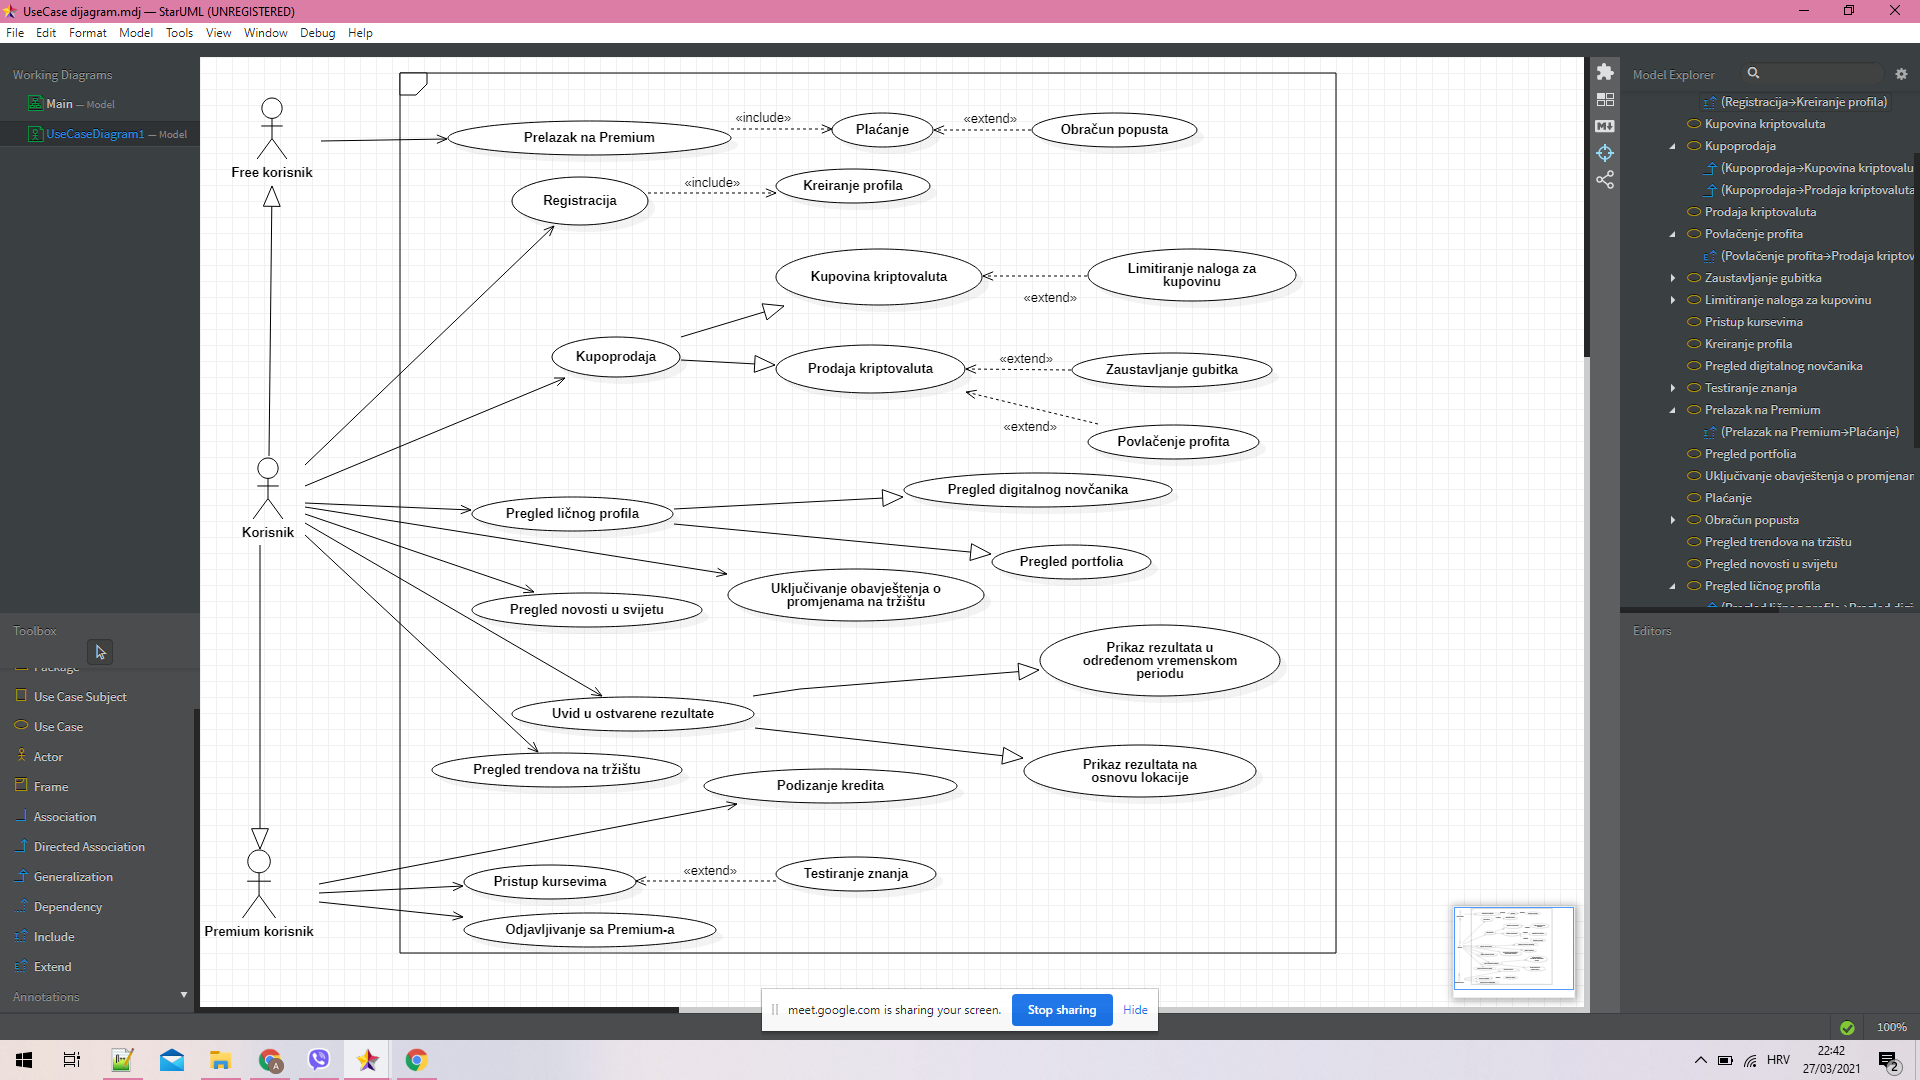 UseCase dijagram.mdj — StarUML (UNREGISTERED)
File Edit Format Model Tools View Window Debug Help
Working Diagrams
Main — Model
UseCaseDiagram1 — Model
Toolbox
Package
Use Case Subject
Use Case
Actor
Frame
Association
Directed Association
Generalization
Dependency
Include
Extend
Annotations
Free korisnik
Korisnik
Premium korisnik
Prelazak na Premium
«include»
Plaćanje
«extend»
Obračun popusta
Registracija
«include»
Kreiranje profila
Kupovina kriptovaluta
Limitiranje naloga za
kupovinu
«extend»
Kupoprodaja
Prodaja kriptovaluta
«extend»
Zaustavljanje gubitka
«extend»
Povlačenje profita
Pregled ličnog profila
Pregled digitalnog novčanika
Pregled portfolia
Uključivanje obavještenja o
promjenama na tržištu
Pregled novosti u svijetu
Prikaz rezultata u
određenom vremenskom
periodu
Uvid u ostvarene rezultate
Prikaz rezultata na
osnovu lokacije
Pregled trendova na tržištu
Podizanje kredita
Pristup kursevima
«extend»
Testiranje znanja
Odjavljivanje sa Premium-a
Model Explorer
(Registracija→Kreiranje profila)
Kupovina kriptovaluta
Kupoprodaja
(Kupoprodaja→Kupovina kriptovalu
(Kupoprodaja→Prodaja kriptovaluta
Prodaja kriptovaluta
Povlačenje profita
(Povlačenje profita→Prodaja kriptov
Zaustavljanje gubitka
Limitiranje naloga za kupovinu
Pristup kursevima
Kreiranje profila
Pregled digitalnog novčanika
Testiranje znanja
Prelazak na Premium
(Prelazak na Premium→Plaćanje)
Pregled portfolia
Uključivanje obavještenja o promjenan
Plaćanje
Obračun popusta
Pregled trendova na tržištu
Pregled novosti u svijetu
Pregled ličnog profila
(Pregled ličnog profila→Pregled digi
Editors
meet.google.com is sharing your screen.
Stop sharing
Hide
100%
HRV
22:42
27/03/2021
2